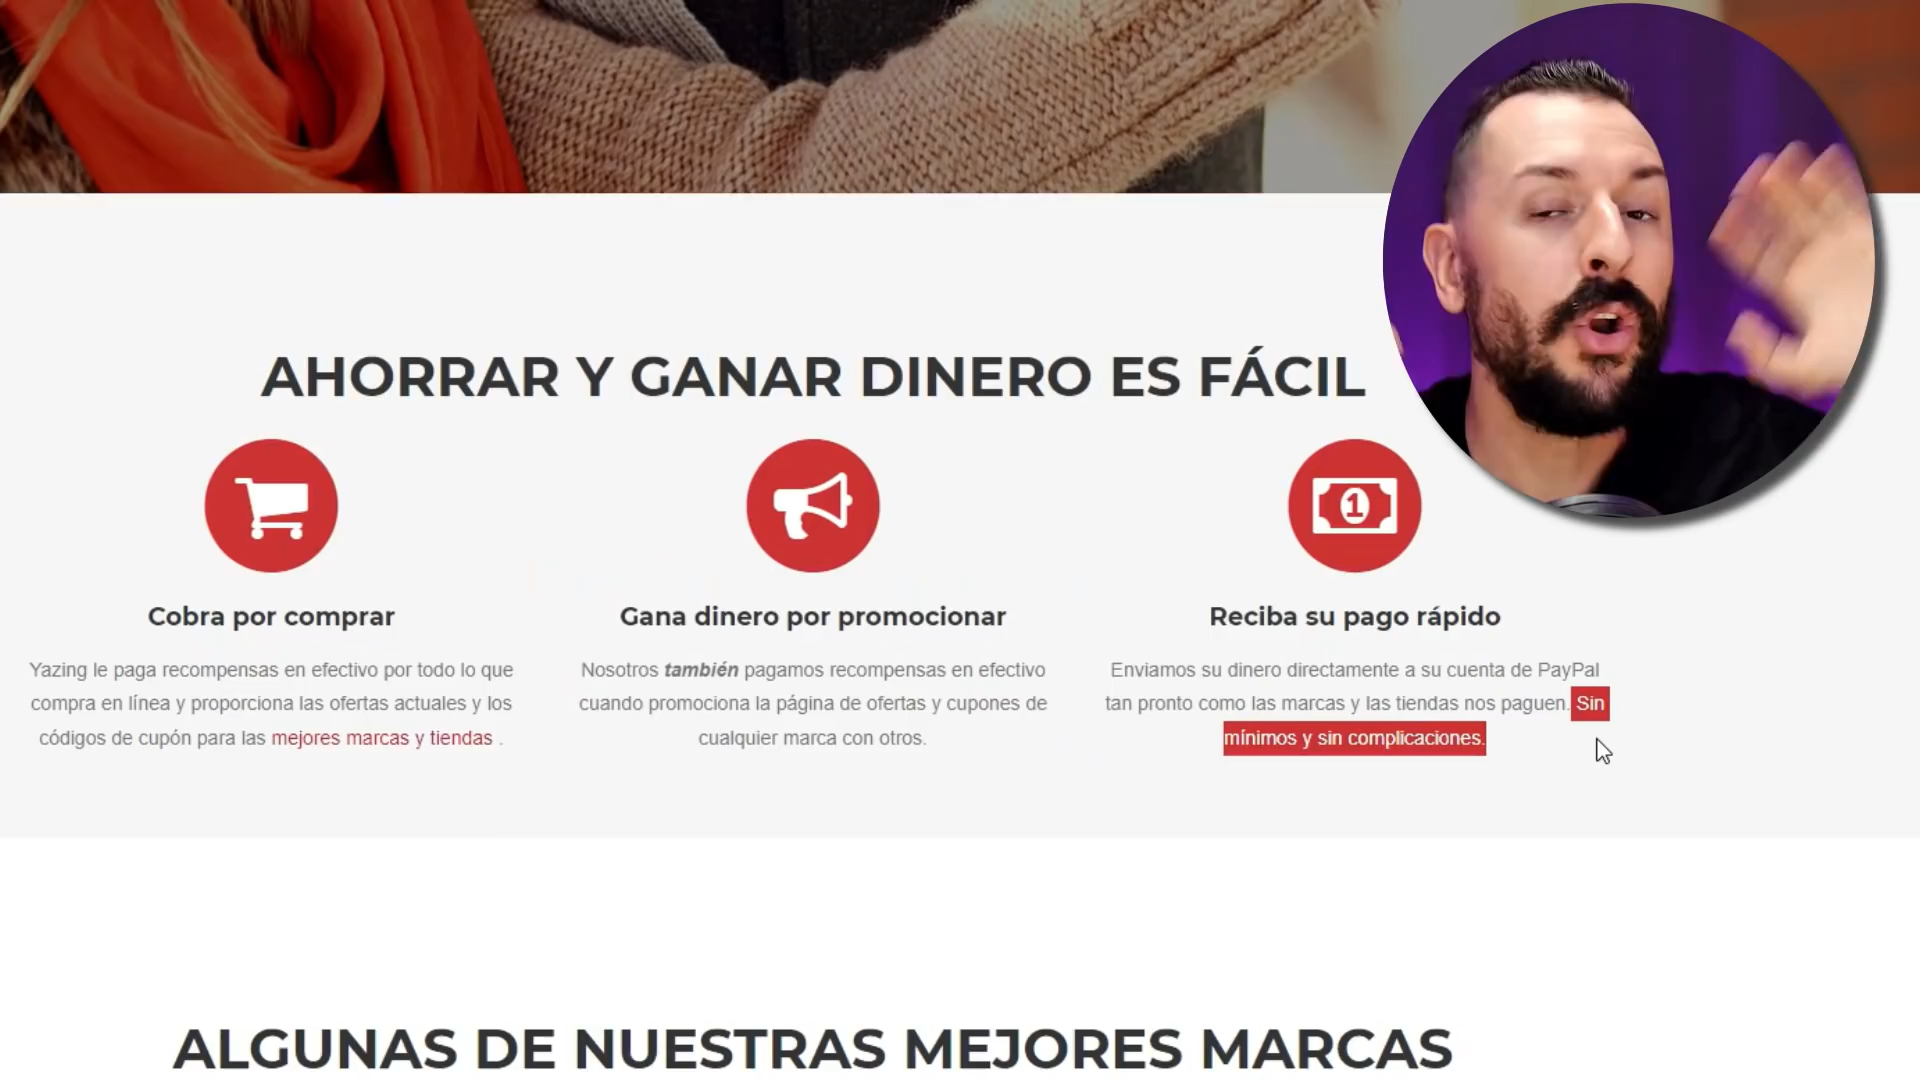 AHORRAR Y GANAR DINERO ES FÁCIL
1
Cobra por comprar
Yazing le paga recompensas en efectivo por todo lo que
compra en línea y proporciona las ofertas actuales y los
códigos de cupón para las mejores marcas y tiendas .
Gana dinero por promocionar
Nosotros también pagamos recompensas en efectivo
cuando promociona la página de ofertas y cupones de
cualquier marca con otros.
Reciba su pago rápido
Enviamos su dinero directamente a su cuenta de PayPal
tan pronto como las marcas y las tiendas nos paguen. Sin
mínimos y sin complicaciones.
ALGUNAS DE NUESTRAS MEJORES MARCAS